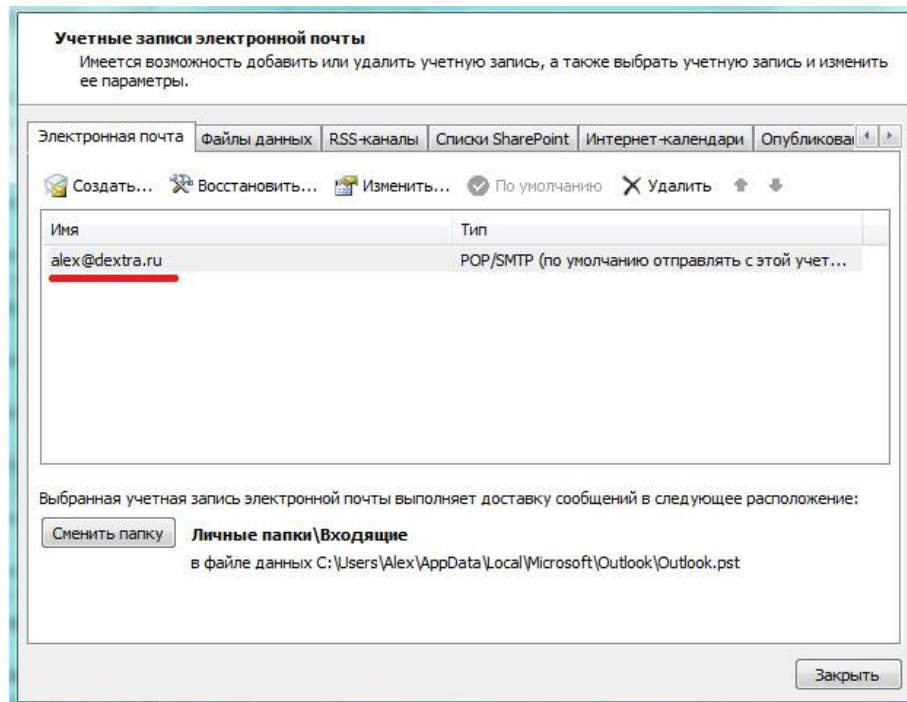 Учетные записи электронной почты
Имеется возможность добавить или удалить учетную запись, а также выбрать учетную запись и изменить
ее параметры.
Электронная почта Файлы данных RSS-каналы Списки SharePoint Интернет-календари Опубликова
Создать... Восстановить... Изменить... По умолчанию Удалить
Имя Тип
alex@dextra.ru POP/SMTP (по умолчанию отправлять с этой учет...
Выбранная учетная запись электронной почты выполняет доставку сообщений в следующее расположение:
Сменить папку Личные папки\Входящие
в файле данных C:\Users\Alex\AppData\Local\Microsoft\Outlook\Outlook.pst
Закрыть